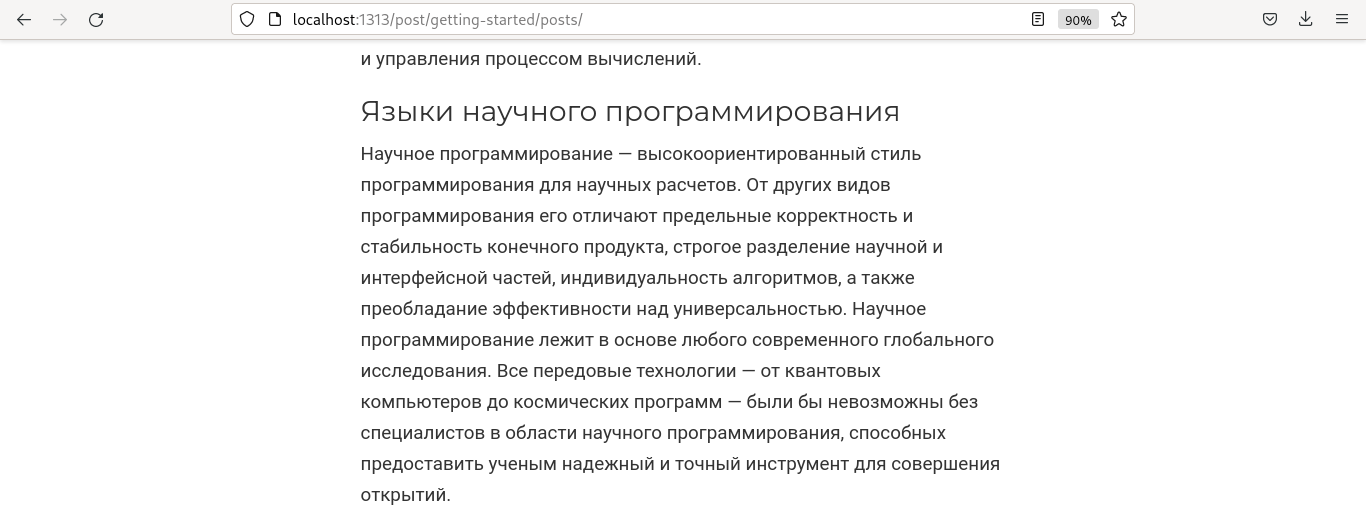 localhost:1313/post/getting-started/posts/
90%
и управления процессом вычислений.
Языки научного программирования
Научное программирование — высокоориентированный стиль
программирования для научных расчетов. От других видов
программирования его отличают предельные корректность и
стабильность конечного продукта, строгое разделение научной и
интерфейсной частей, индивидуальность алгоритмов, а также
преобладание эффективности над универсальностью. Научное
программирование лежит в основе любого современного глобального
исследования. Все передовые технологии — от квантовых
компьютеров до космических программ — были бы невозможны без
специалистов в области научного программирования, способных
предоставить ученым надежный и точный инструмент для совершения
открытий.